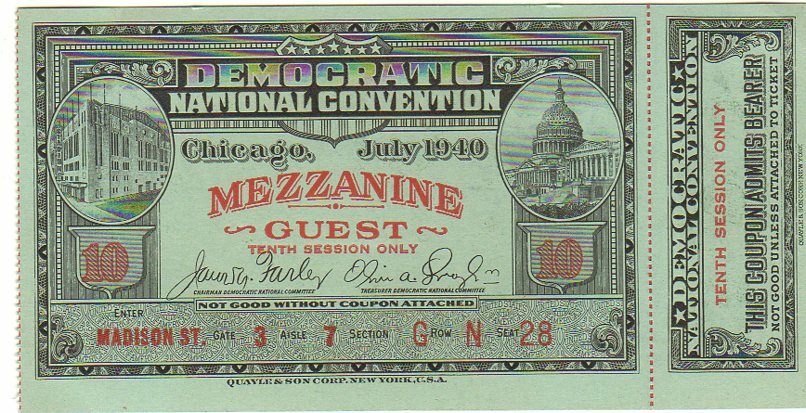 DEMOCRATIC
NATIONAL CONVENTION
Chicago, July 1940
MEZZANINE
GUEST
TENTH SESSION ONLY
10
10
James A. Farley
CHAIRMAN DEMOCRATIC NATIONAL COMMITTEE
TREASURER DEMOCRATIC NATIONAL COMMITTEE
NOT GOOD WITHOUT COUPON ATTACHED
ENTER
MADISON ST. GATE 3 AISLE 7 SECTION G ROW N SEAT 28
QUAYLE & SON CORP. NEW YORK, U.S.A.
★DEMOCRATIC★
NATIONAL CONVENTION
TENTH SESSION ONLY
THIS COUPON ADMITS BEARER
NOT GOOD UNLESS ATTACHED TO TICKET